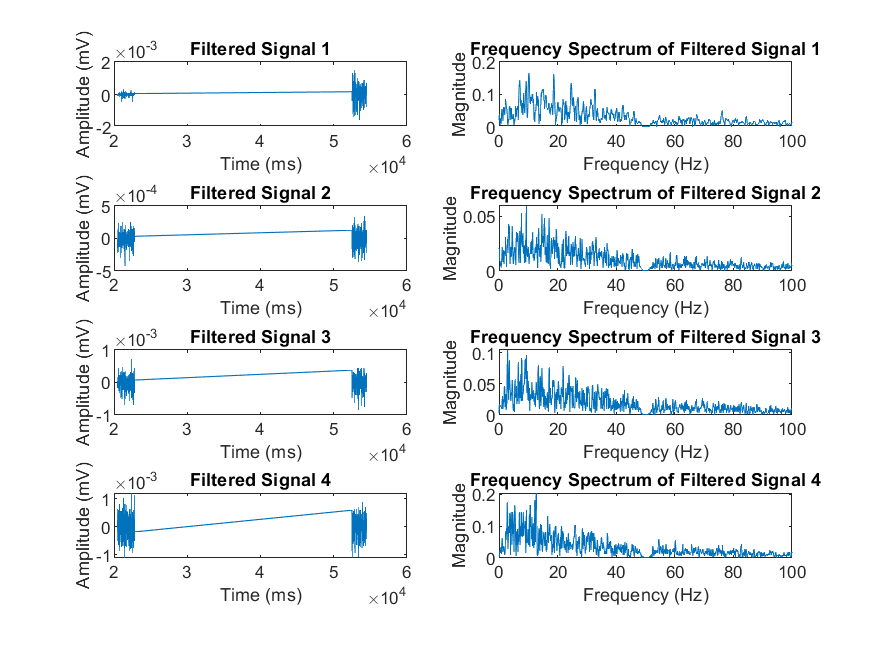 Filtered Signal 1
×10-3
Amplitude (mV)
2
0
-2
2 3 4 5 6
Time (ms)
×104
Frequency Spectrum of Filtered Signal 1
Magnitude
0.2
0.1
0
0 20 40 60 80 100
Frequency (Hz)
Filtered Signal 2
×10-4
Amplitude (mV)
5
0
-5
2 3 4 5 6
Time (ms)
×104
Frequency Spectrum of Filtered Signal 2
Magnitude
0.05
0
0 20 40 60 80 100
Frequency (Hz)
Filtered Signal 3
×10-3
Amplitude (mV)
1
0
-1
2 3 4 5 6
Time (ms)
×104
Frequency Spectrum of Filtered Signal 3
Magnitude
0.1
0.05
0
0 20 40 60 80 100
Frequency (Hz)
Filtered Signal 4
×10-3
Amplitude (mV)
1
0
-1
2 3 4 5 6
Time (ms)
×104
Frequency Spectrum of Filtered Signal 4
Magnitude
0.2
0.1
0
0 20 40 60 80 100
Frequency (Hz)